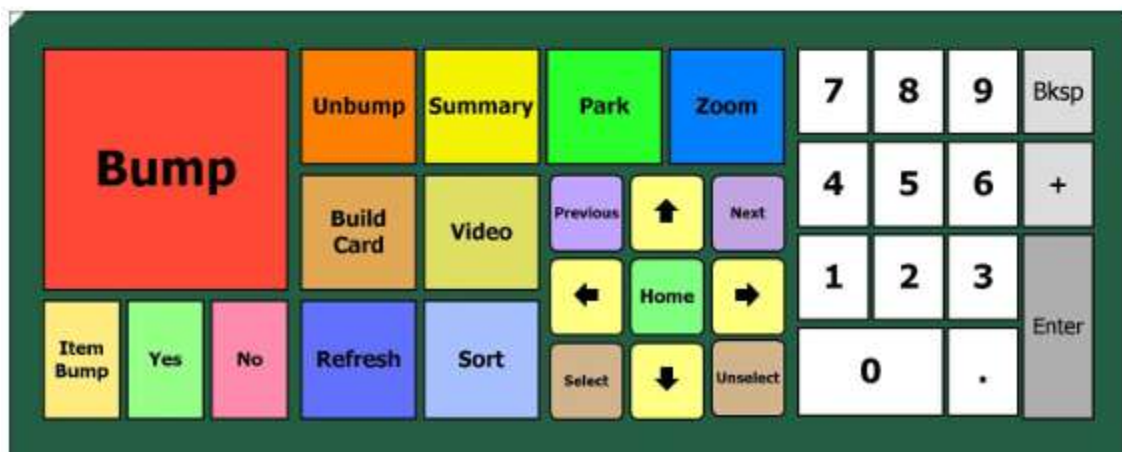 Bump
Unbump
Summary
Park
Zoom
Build
Card
Video
Previous
Next
Home
Item
Bump
Yes
No
Refresh
Sort
Select
Unselect
7 8 9 Bksp
4 5 6 +
1 2 3
Enter
0 .